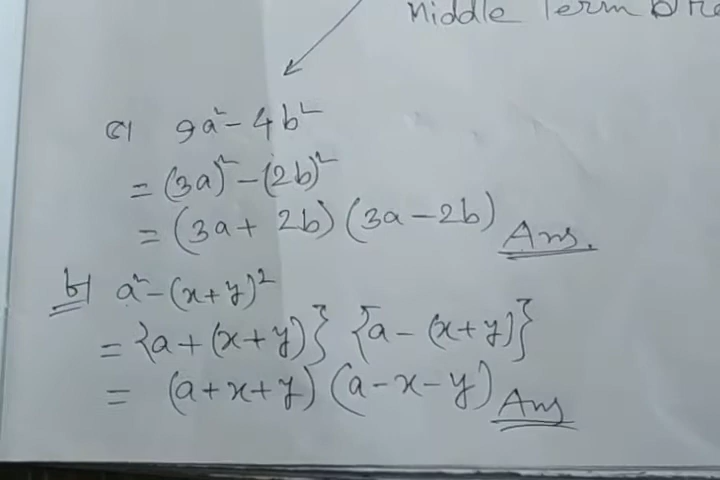 Middle Term
a) 9a² - 4b²
= (3a)² - (2b)²
= (3a + 2b) (3a - 2b) Ans.
b) a² - (x + y)²
= {a + (x + y)} {a - (x + y)}
= (a + x + y) (a - x - y) Ans